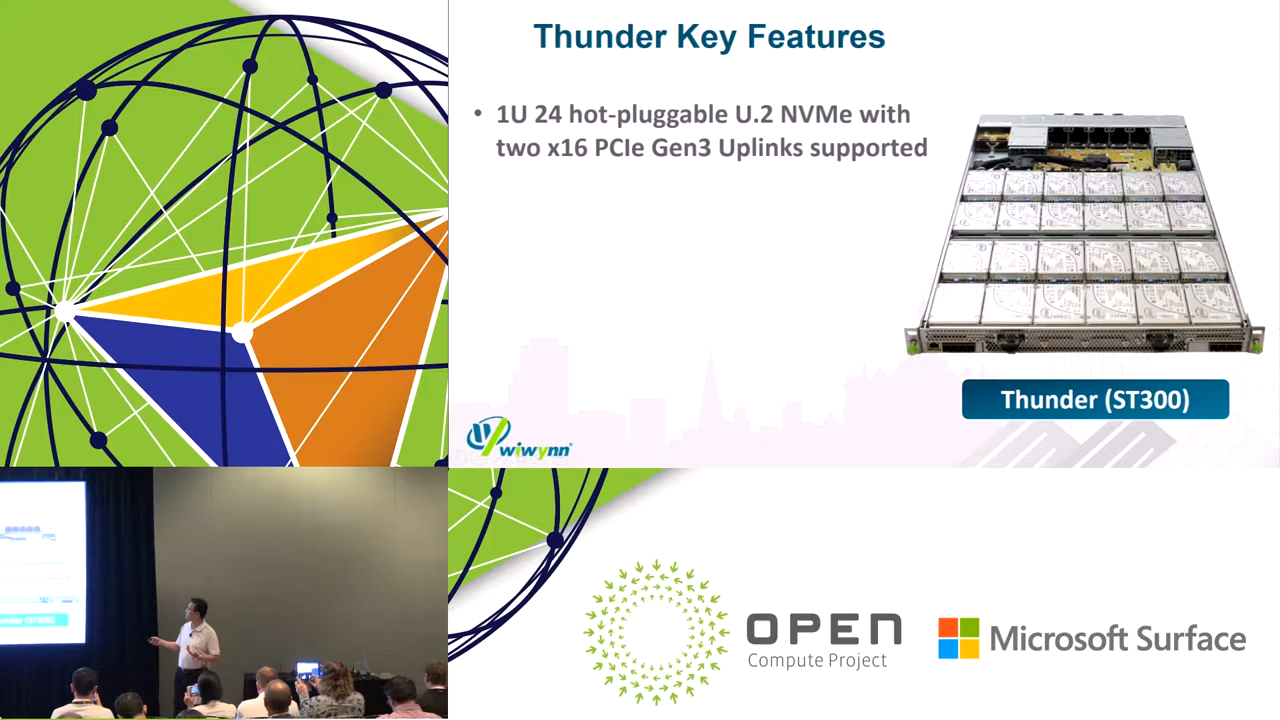 Thunder Key Features
• 1U 24 hot-pluggable U.2 NVMe with
two x16 PCIe Gen3 Uplinks supported
Thunder (ST300)
wiwynn
OPEN
Compute Project
Microsoft Surface